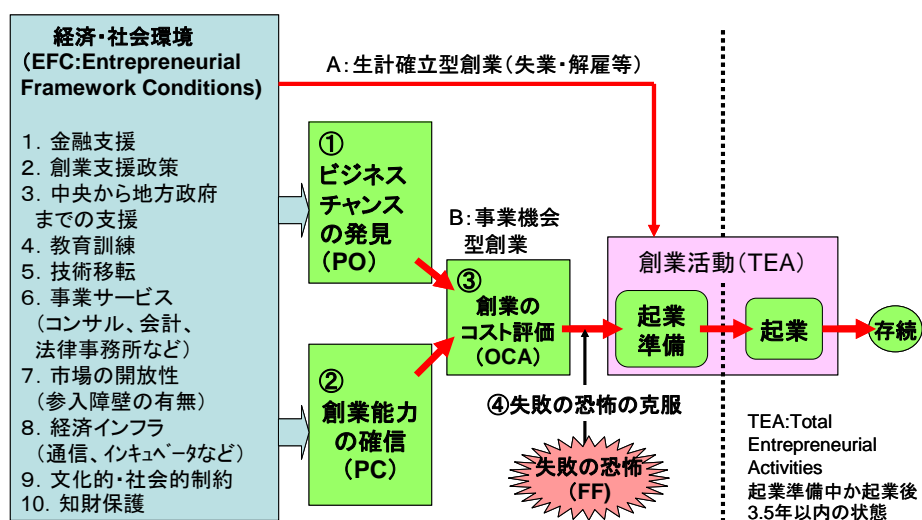 経済・社会環境
(EFC:Entrepreneurial
Framework Conditions)
1．金融支援
2．創業支援政策
3．中央から地方政府
までの支援
4．教育訓練
5．技術移転
6．事業サービス
（コンサル、会計、
法律事務所など）
7．市場の開放性
（参入障壁の有無）
8．経済インフラ
（通信、ｲﾝｷｭﾍﾞｰﾀなど）
9．文化的・社会的制約
10．知財保護
A：生計確立型創業（失業・解雇等）
①
ビジネス
チャンス
の発見
(PO)
②
創業能力
の確信
(PC)
B：事業機会
型創業
③
創業の
コスト評価
(OCA)
④失敗の恐怖の克服
失敗の恐怖
(FF)
創業活動（TEA）
起業
準備
起業
存続
TEA:Total
Entrepreneurial
Activities
起業準備中か起業後
3.5年以内の状態